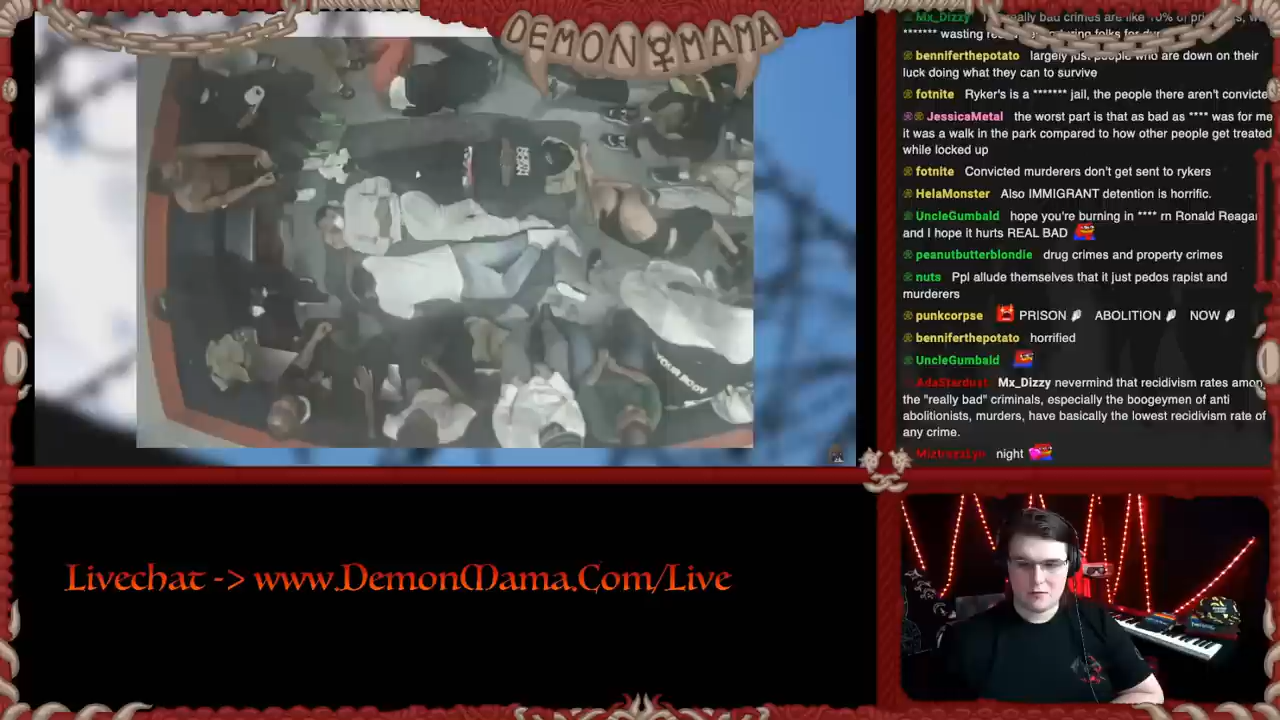 DEMON MAMA
Mx_Dizzy really bad crimes are like 10% of
******* wasting
benniferthepotato largely just people who are down on their
luck doing what they can to survive
fotnite Ryker's is a ******* jail, the people there aren't convicte
JessicaMetal the worst part is that as bad as **** was for me
it was a walk in the park compared to how other people get treated
while locked up
fotnite Convicted murderers don't get sent to rykers
HelaMonster Also IMMIGRANT detention is horrific.
UncleGumbald hope you're burning in **** rn Ronald Reagan
and I hope it hurts REAL BAD
peanutbutterblondie drug crimes and property crimes
nuts Ppl allude themselves that it just pedos rapist and
murderers
punkcorpse PRISON ABOLITION NOW
benniferthepotato horrified
UncleGumbald
AdaStardust Mx_Dizzy nevermind that recidivism rates among
the "really bad" criminals, especially the boogeymen of anti
abolitionists, murders, have basically the lowest recidivism rate of
any crime.
MiztressLyn night
YOUR BODY
Livechat -> www.DemonMama.Com/Live